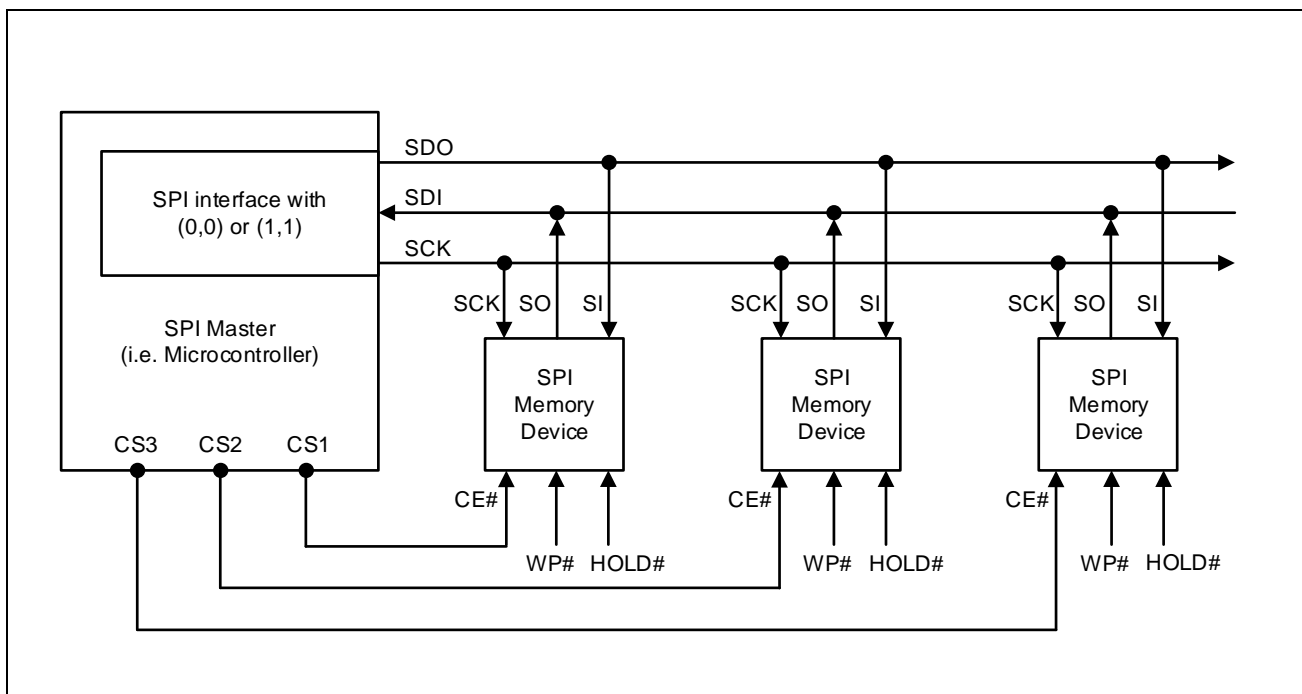 SDO
SPI interface with
(0,0) or (1,1)
SDI
SCK
SPI Master
(i.e. Microcontroller)
SCK SO SI
SCK SO SI
SCK SO SI
SPI
Memory
Device
SPI
Memory
Device
SPI
Memory
Device
CS3 CS2 CS1
CE#
CE#
CE#
WP# HOLD#
WP# HOLD#
WP# HOLD#